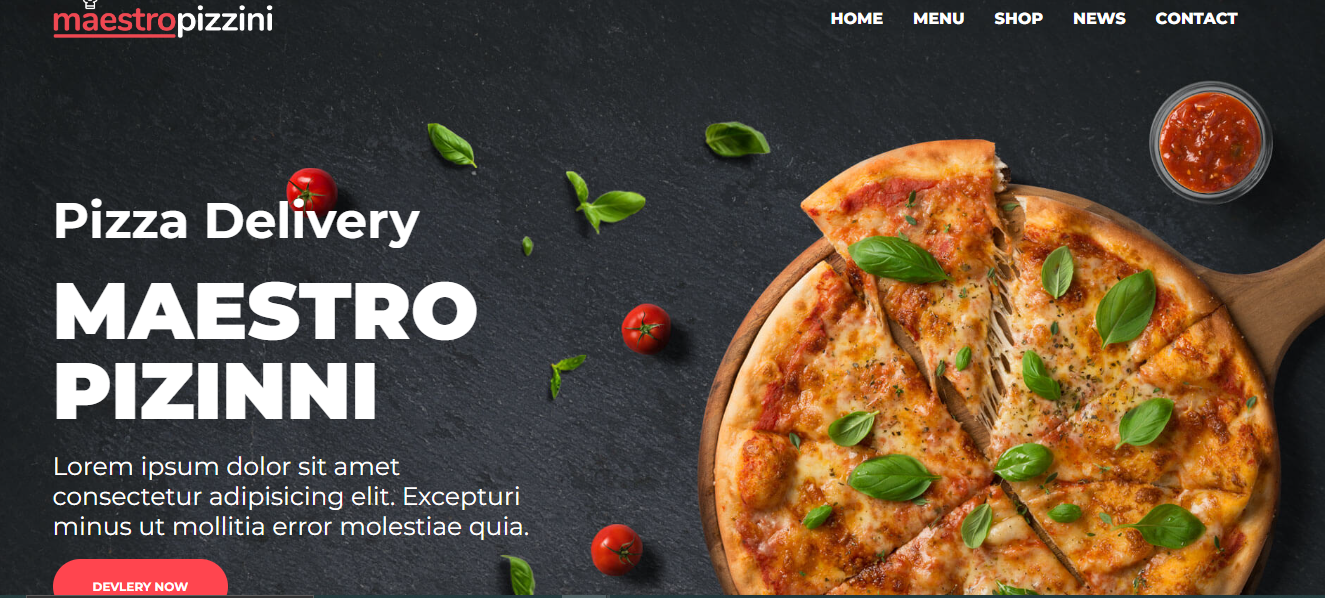 maestropizzini
HOME MENU SHOP NEWS CONTACT
Pizza Delivery
MAESTRO
PIZINNI
Lorem ipsum dolor sit amet
consectetur adipisicing elit. Excepturi
minus ut mollitia error molestiae quia.
DEVLERY NOW